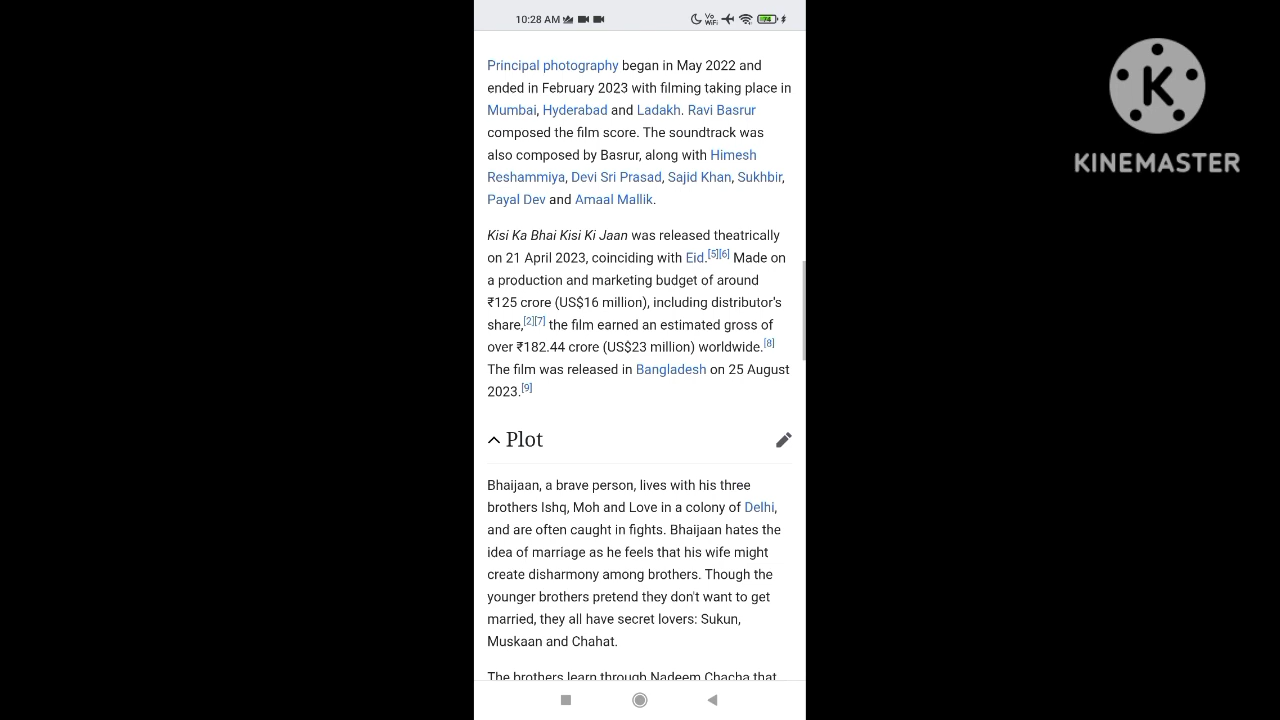 10:28 AM
Vo
WiFi
74
Principal photography began in May 2022 and
ended in February 2023 with filming taking place in
Mumbai, Hyderabad and Ladakh. Ravi Basrur
composed the film score. The soundtrack was
also composed by Basrur, along with Himesh
Reshammiya, Devi Sri Prasad, Sajid Khan, Sukhbir,
Payal Dev and Amaal Mallik.
Kisi Ka Bhai Kisi Ki Jaan was released theatrically
on 21 April 2023, coinciding with Eid.[5][6] Made on
a production and marketing budget of around
₹125 crore (US$16 million), including distributor's
share,[2][7] the film earned an estimated gross of
over ₹182.44 crore (US$23 million) worldwide.[8]
The film was released in Bangladesh on 25 August
2023.[9]
Plot
Bhaijaan, a brave person, lives with his three
brothers Ishq, Moh and Love in a colony of Delhi,
and are often caught in fights. Bhaijaan hates the
idea of marriage as he feels that his wife might
create disharmony among brothers. Though the
younger brothers pretend they don't want to get
married, they all have secret lovers: Sukun,
Muskaan and Chahat.
The brothers learn through Nadeem Chacha that
K
KINEMASTER